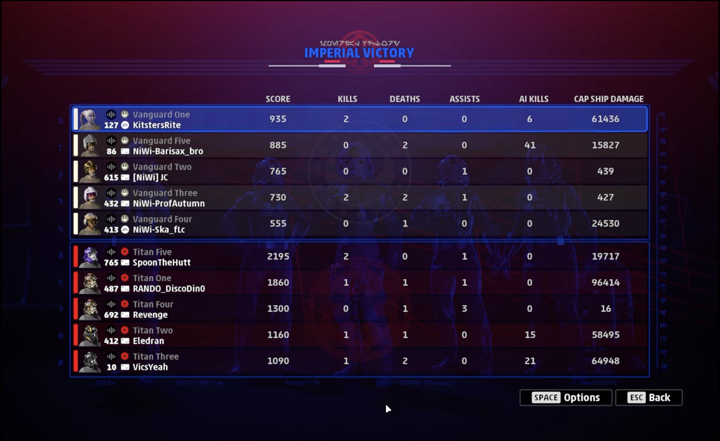 IMPERIAL VICTORY
SCORE KILLS DEATHS ASSISTS AI KILLS CAP SHIP DAMAGE
Vanguard One
127 KitstersRite 935 2 0 0 6 61436
Vanguard Five
86 NiWi-Barisax_bro 885 0 2 0 41 15827
Vanguard Two
615 [NiWi] JC 765 0 0 1 0 439
Vanguard Three
432 NiWi-ProfAutumn 730 2 2 1 0 427
Vanguard Four
413 NiWi-Ska_fLc 555 0 1 0 0 24530
Titan Five
765 SpoonTheHutt 2195 2 0 1 0 19717
Titan One
487 RANDO_DiscoDin0 1860 1 1 1 0 96414
Titan Four
692 Revenge 1300 0 1 3 0 16
Titan Two
412 Eledran 1160 1 1 0 15 58495
Titan Three
10 VicsYeah 1090 1 2 0 21 64948
SPACE Options ESC Back